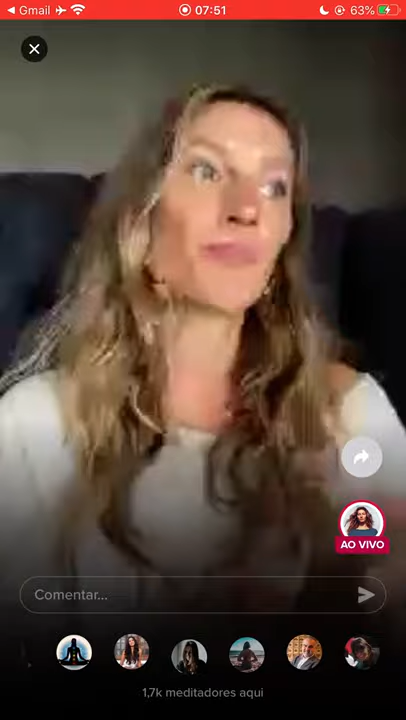 Gmail
07:51
63%
AO VIVO
Comentar...
1,7k meditadores aqui